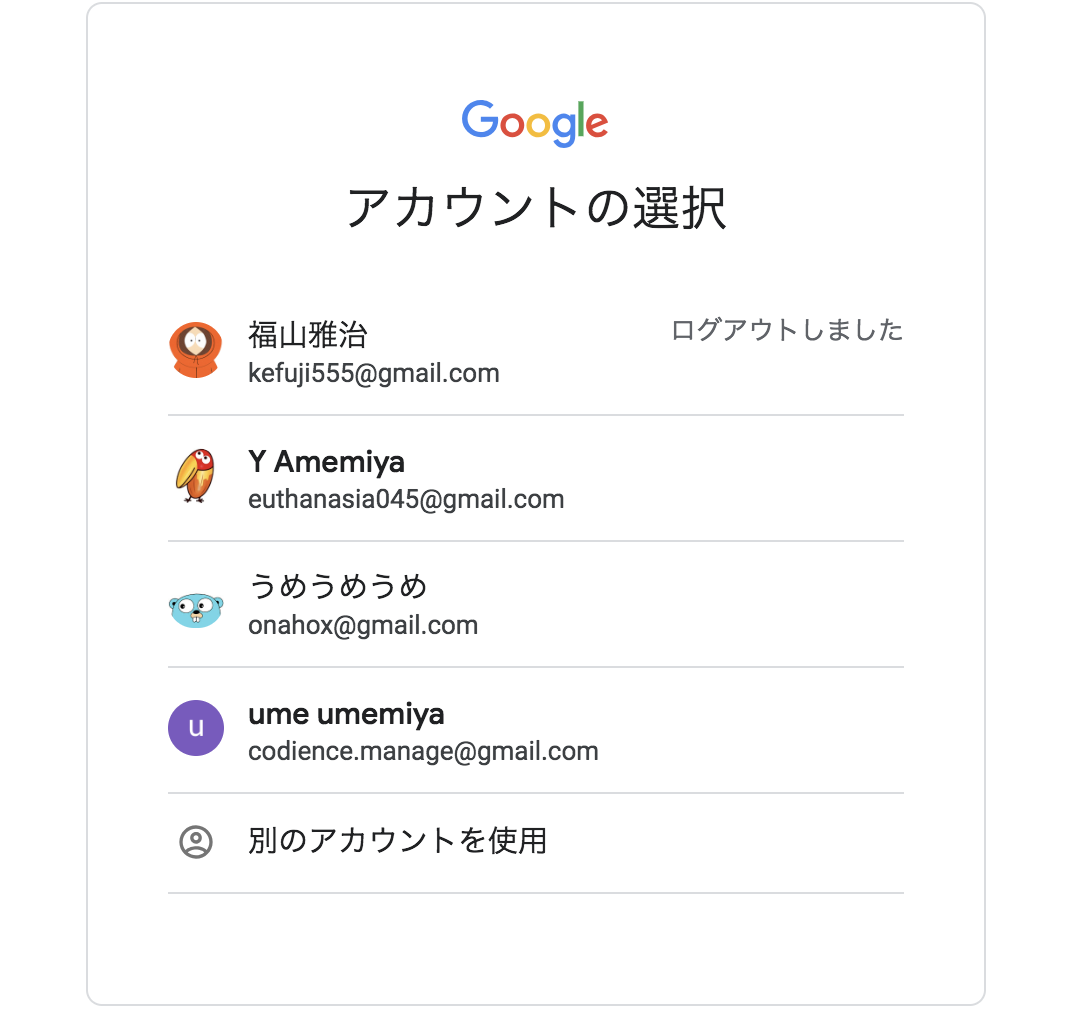 Google
アカウントの選択
福山雅治
ログアウトしました
kefuji555@gmail.com
Y Amemiya
euthanasia045@gmail.com
うめうめうめ
onahox@gmail.com
u
ume umemiya
codience.manage@gmail.com
別のアカウントを使用